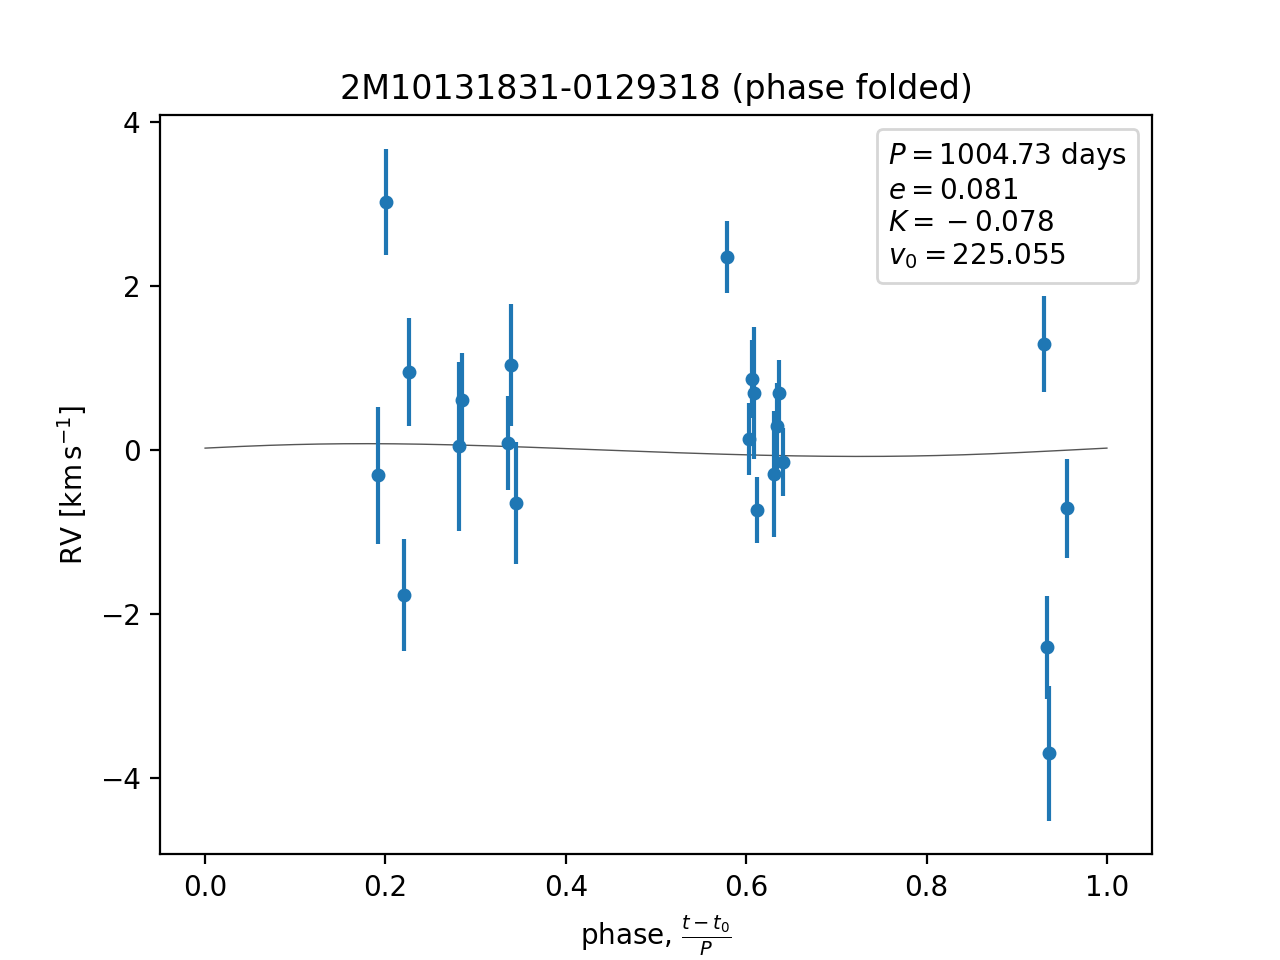 2M10131831-0129318 (phase folded)
P = 1004.73 days
e = 0.081
K = −0.078
v₀ = 225.055
4
2
0
−2
−4
RV [km s⁻¹]
0.0 0.2 0.4 0.6 0.8 1.0
phase, (t − t₀)/P